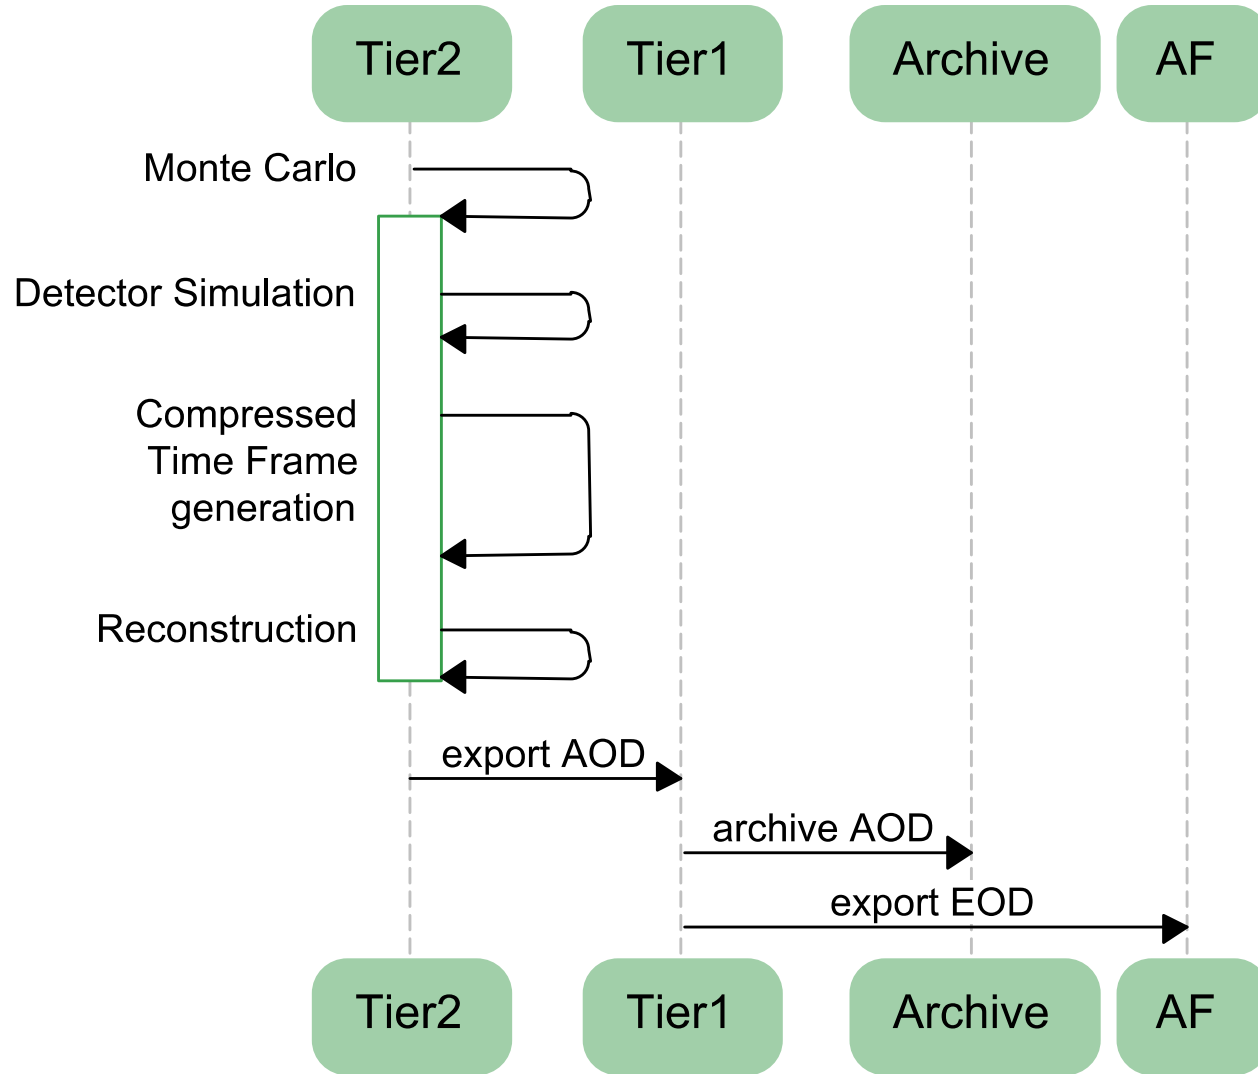 Tier2
Tier1
Archive
AF
Monte Carlo
Detector Simulation
Compressed
Time Frame
generation
Reconstruction
export AOD
archive AOD
export EOD
Tier2
Tier1
Archive
AF